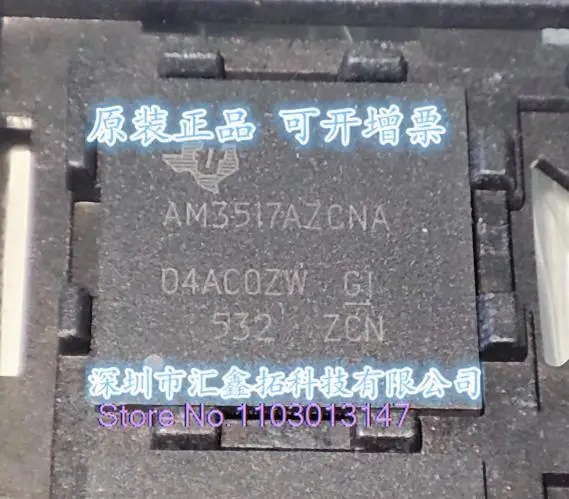 原装正品 可开增票
AM3517AZCNA
04AC0ZW G1
532 ZCN
深圳市汇鑫拓科技有限公司
Store No.1103013147